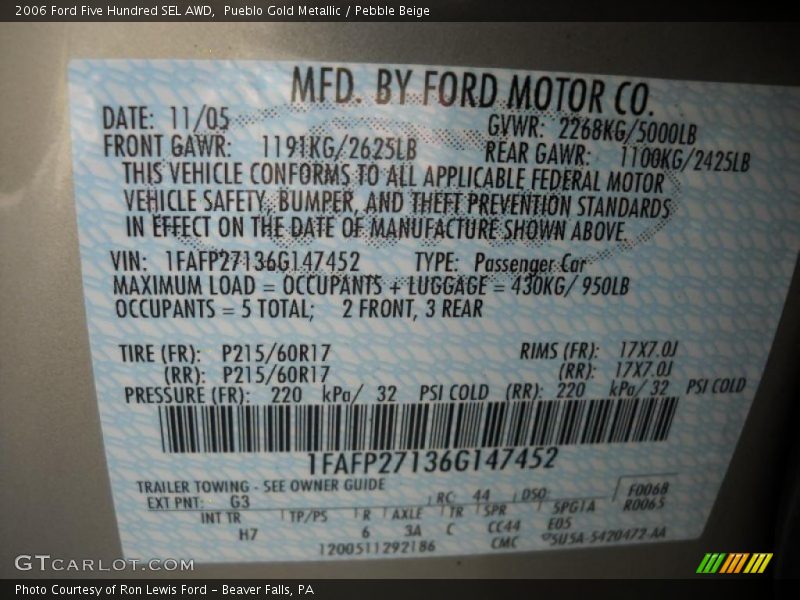 2006 Ford Five Hundred SEL AWD,  Pueblo Gold Metallic / Pebble Beige
MFD. BY FORD MOTOR CO.
DATE: 11/05 GVWR: 2268KG/5000LB
FRONT GAWR: 1191KG/2625LB REAR GAWR: 1100KG/2425LB
THIS VEHICLE CONFORMS TO ALL APPLICABLE FEDERAL MOTOR
VEHICLE SAFETY, BUMPER, AND THEFT PREVENTION STANDARDS
IN EFFECT ON THE DATE OF MANUFACTURE SHOWN ABOVE.
VIN: 1FAFP27136G147452 TYPE: Passenger Car
MAXIMUM LOAD = OCCUPANTS + LUGGAGE = 430KG/ 950LB
OCCUPANTS = 5 TOTAL; 2 FRONT, 3 REAR
TIRE (FR): P215/60R17 RIMS (FR): 17X7.0J
(RR): P215/60R17 (RR): 17X7.0J
PRESSURE (FR): 220 kPa/ 32 PSI COLD (RR): 220 kPa/ 32 PSI COLD
1FAFP27136G147452
TRAILER TOWING - SEE OWNER GUIDE
EXT PNT: G3 RC: 44 DSO: F0068
R0065
INT TR TP/PS R AXLE TR SPR SPG1A
H7 6 3A C CC44 E05
1200511292186 CMC 5U5A-5420472-AA
GTCARLOT.COM
Photo Courtesy of Ron Lewis Ford - Beaver Falls, PA